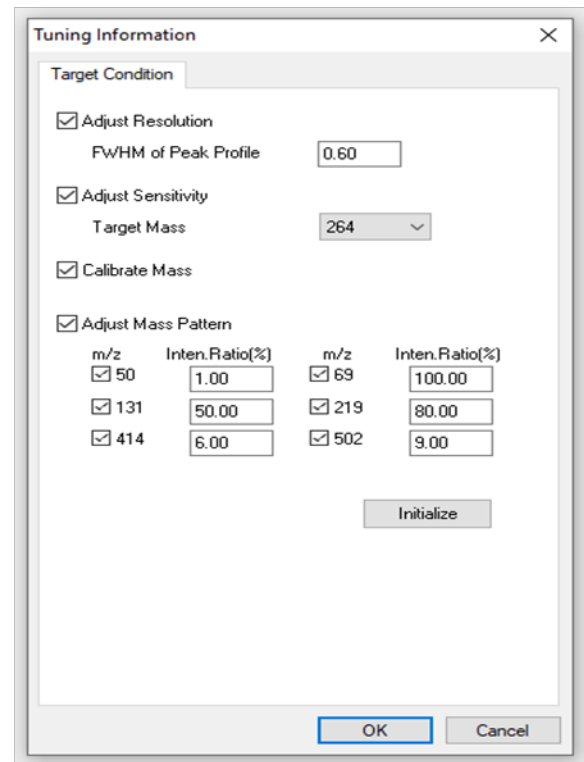 Tuning Information
Target Condition
Adjust Resolution
FWHM of Peak Profile 0.60
Adjust Sensitivity
Target Mass 264
Calibrate Mass
Adjust Mass Pattern
m/z Inten.Ratio(%) m/z Inten.Ratio(%)
50 1.00 69 100.00
131 50.00 219 80.00
414 6.00 502 9.00
Initialize
OK Cancel